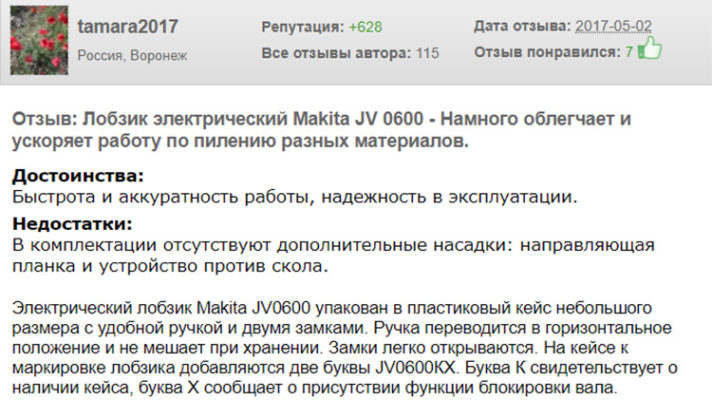 tamara2017
Россия, Воронеж
Репутация: +628
Все отзывы автора: 115
Дата отзыва: 2017-05-02
Отзыв понравился: 7
Отзыв: Лобзик электрический Makita JV 0600 - Намного облегчает и
ускоряет работу по пилению разных материалов.
Достоинства:
Быстрота и аккуратность работы, надежность в эксплуатации.
Недостатки:
В комплектации отсутствуют дополнительные насадки: направляющая
планка и устройство против скола.
Электрический лобзик Makita JV0600 упакован в пластиковый кейс небольшого
размера с удобной ручкой и двумя замками. Ручка переводится в горизонтальное
положение и не мешает при хранении. Замки легко открываются. На кейсе к
маркировке лобзика добавляются две буквы JV0600КХ. Буква К свидетельствует о
наличии кейса, буква Х сообщает о присутствии функции блокировки вала.